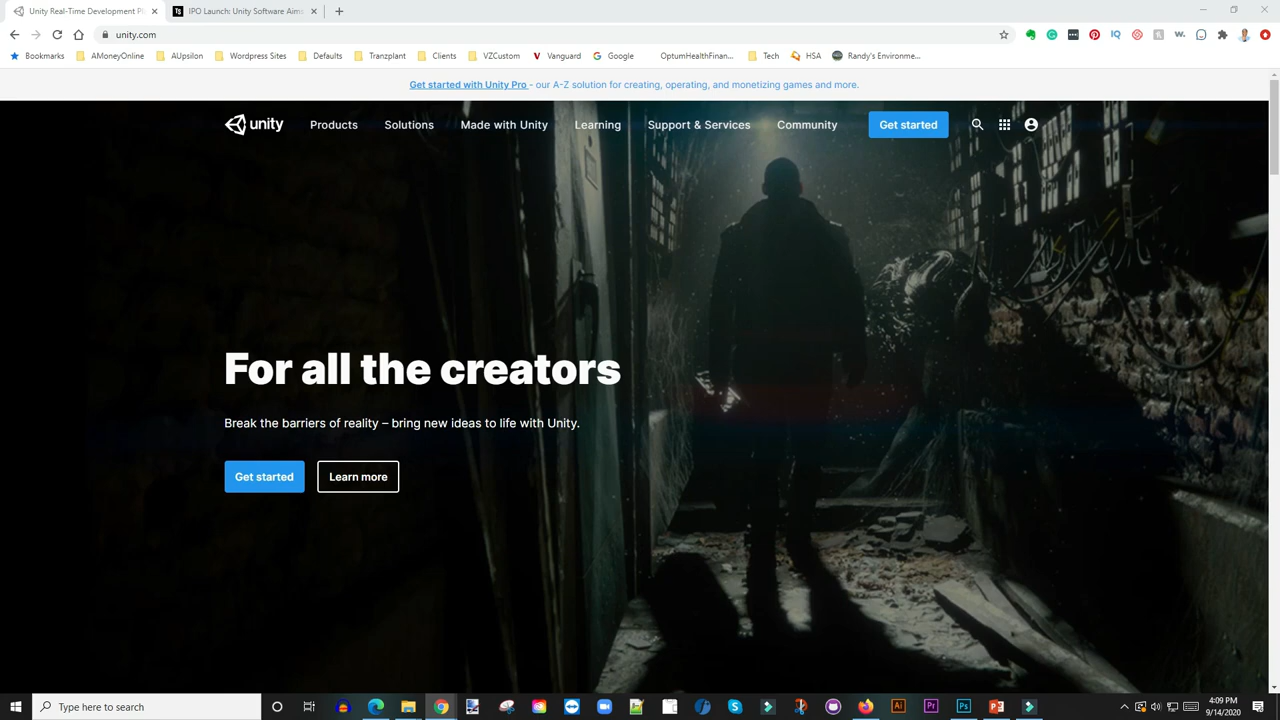 Unity Real-Time Development Pl
IPO Launch: Unity Software Aims
unity.com
Bookmarks
AMoneyOnline
AUpsilon
Wordpress Sites
Defaults
Tranzplant
Clients
VZCustom
Vanguard
Google
OptumHealthFinan...
Tech
HSA
Randy's Environme...
Get started with Unity Pro - our A-Z solution for creating, operating, and monetizing games and more.
unity
Products
Solutions
Made with Unity
Learning
Support & Services
Community
Get started
For all the creators
Break the barriers of reality – bring new ideas to life with Unity.
Get started
Learn more
Type here to search
4:09 PM
9/14/2020